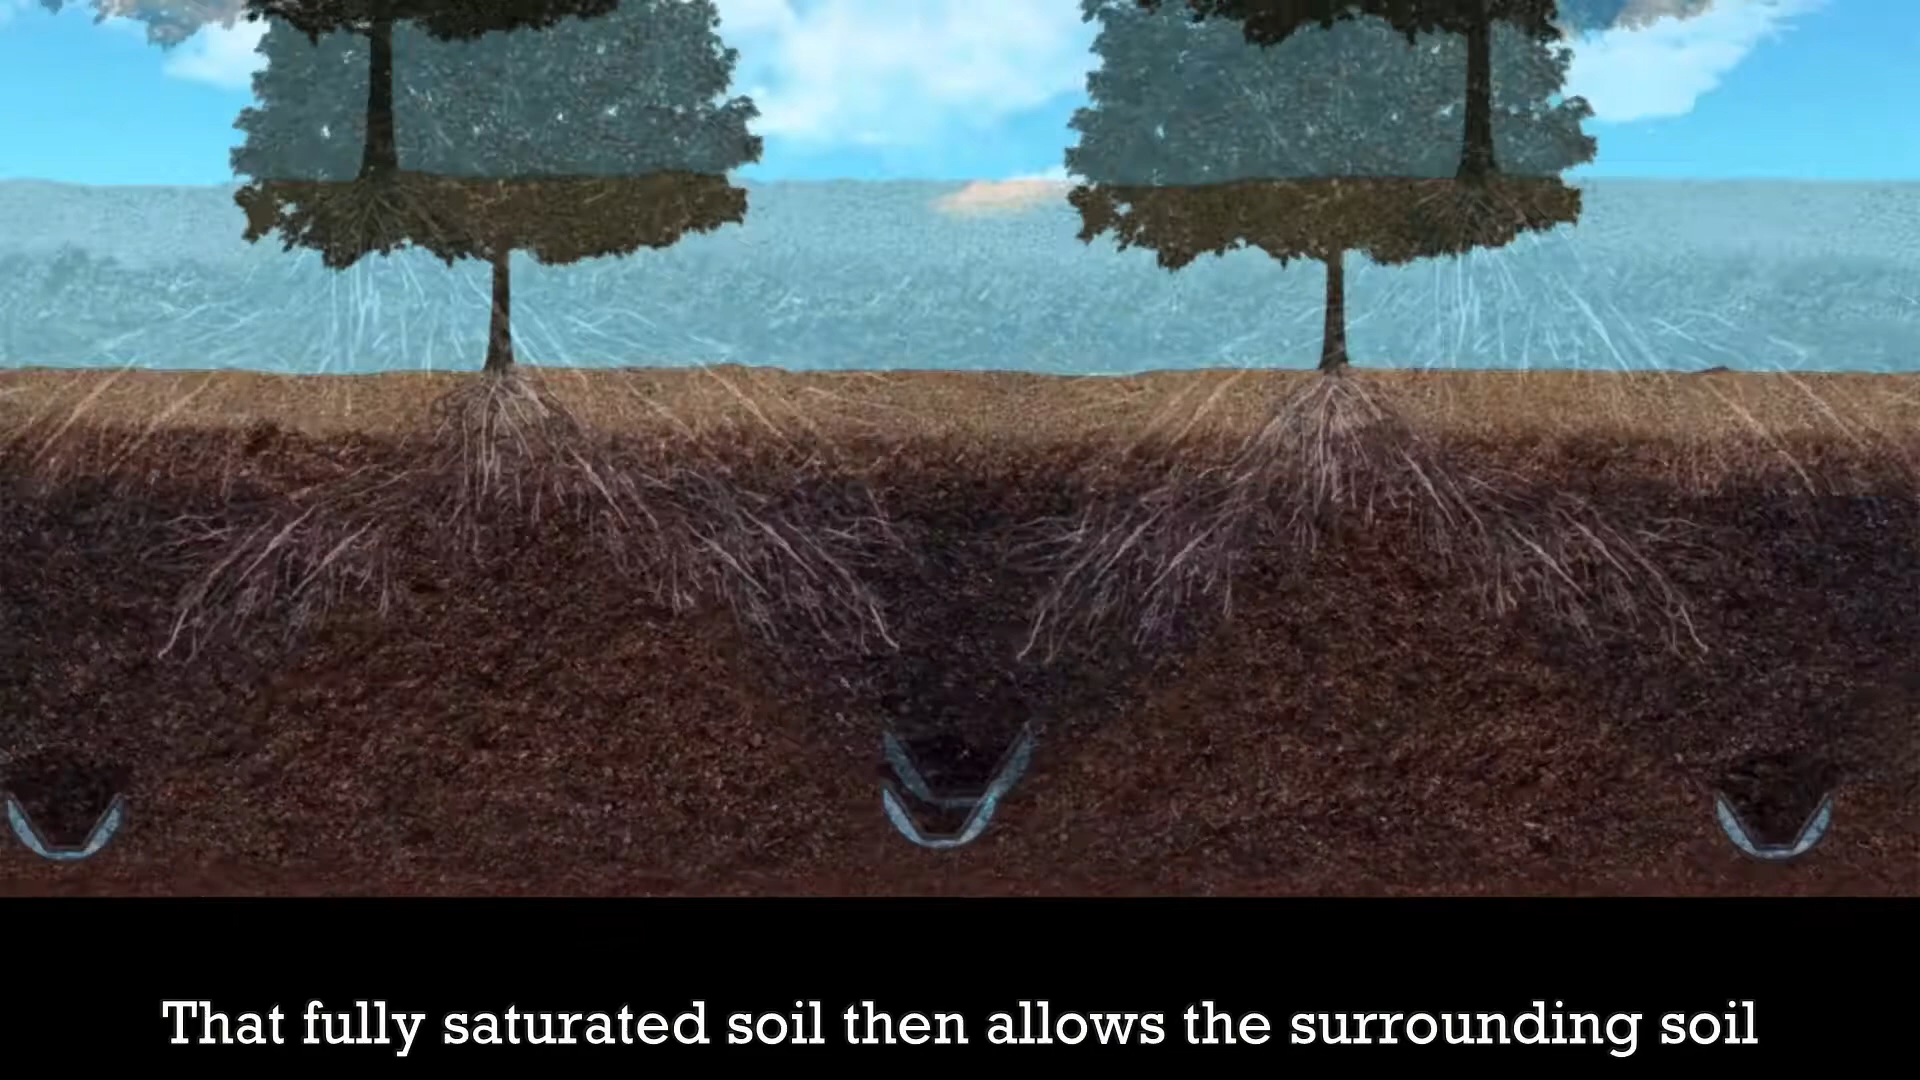 That fully saturated soil then allows the surrounding soil